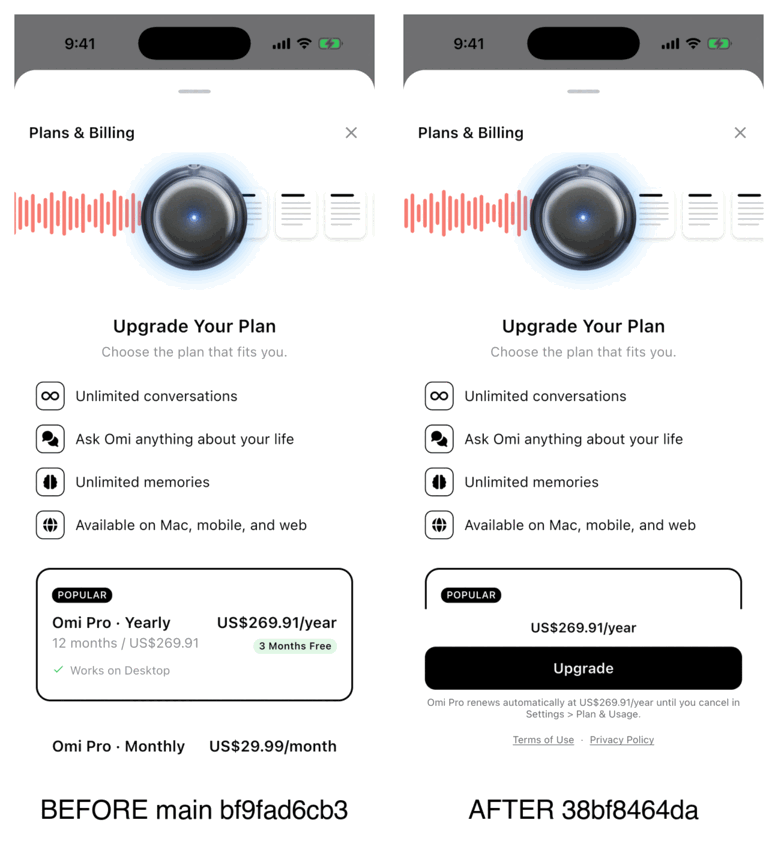 9:41
Plans & Billing
Upgrade Your Plan
Choose the plan that fits you.
Unlimited conversations
Ask Omi anything about your life
Unlimited memories
Available on Mac, mobile, and web
POPULAR
Omi Pro · Yearly US$269.91/year
12 months / US$269.91 3 Months Free
Works on Desktop
Omi Pro · Monthly US$29.99/month
BEFORE main bf9fad6cb3
9:41
Plans & Billing
Upgrade Your Plan
Choose the plan that fits you.
Unlimited conversations
Ask Omi anything about your life
Unlimited memories
Available on Mac, mobile, and web
POPULAR
US$269.91/year
Upgrade
Omi Pro renews automatically at US$269.91/year until you cancel in
Settings > Plan & Usage.
Terms of Use · Privacy Policy
AFTER 38bf8464da